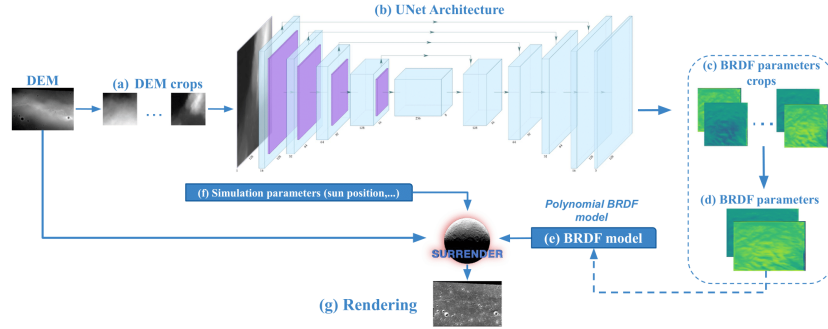 (b) UNet Architecture
DEM
(a) DEM crops
...
(c) BRDF parameters
crops
...
(d) BRDF parameters
(f) Simulation parameters (sun position,...)
Polynomial BRDF
model
(e) BRDF model
SURRENDER
(g) Rendering